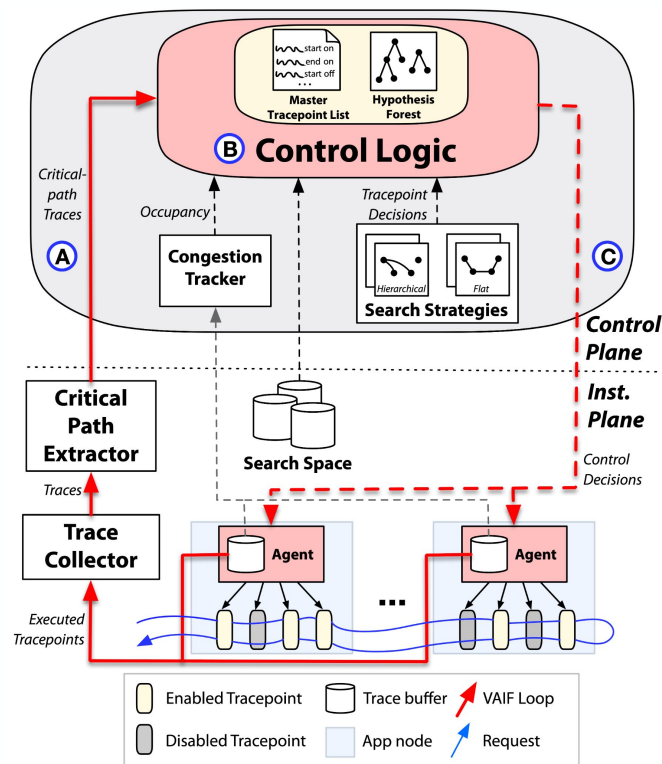 start on
end on
start off
...
Master
Tracepoint List
Hypothesis
Forest
B
Control Logic
Critical-
path
Traces
A
Occupancy
Tracepoint
Decisions
C
Congestion
Tracker
Hierarchical
Flat
Search Strategies
Control
Plane
Inst.
Plane
Critical
Path
Extractor
Search Space
Control
Decisions
Traces
Trace
Collector
Agent
Agent
...
Executed
Tracepoints
Enabled Tracepoint
Trace buffer
VAIF Loop
Disabled Tracepoint
App node
Request